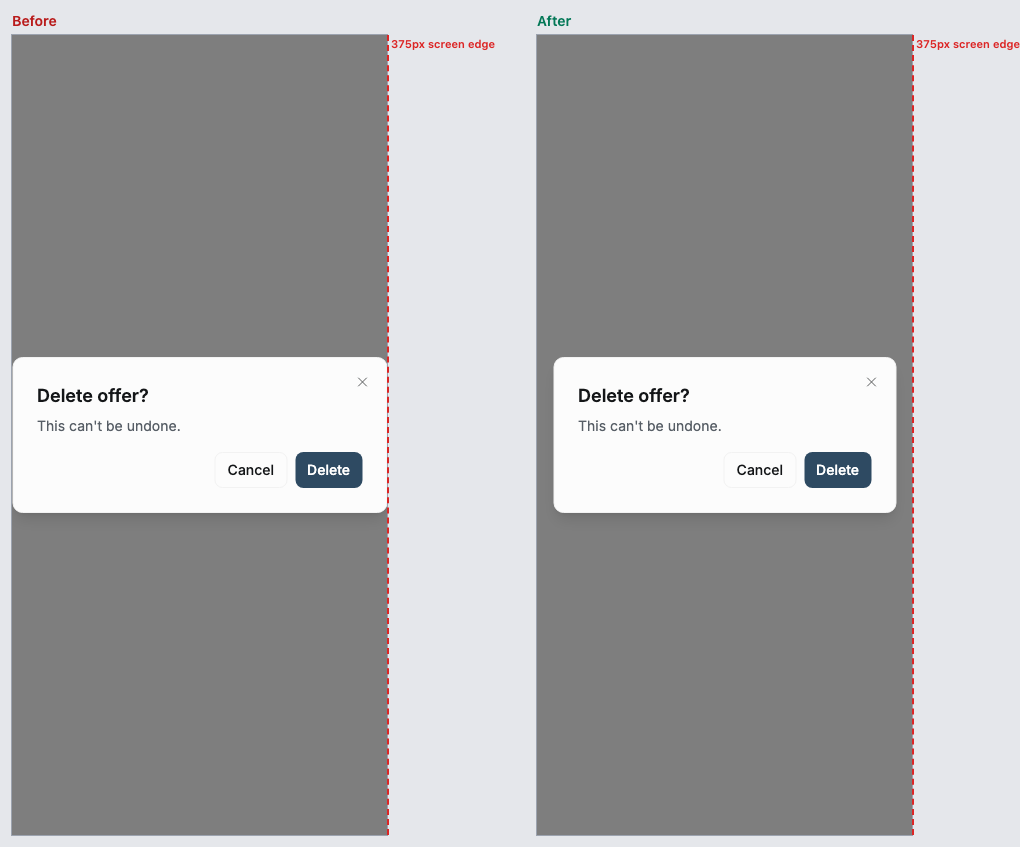 Before
375px screen edge
Delete offer?
This can't be undone.
Cancel
Delete
After
375px screen edge
Delete offer?
This can't be undone.
Cancel
Delete